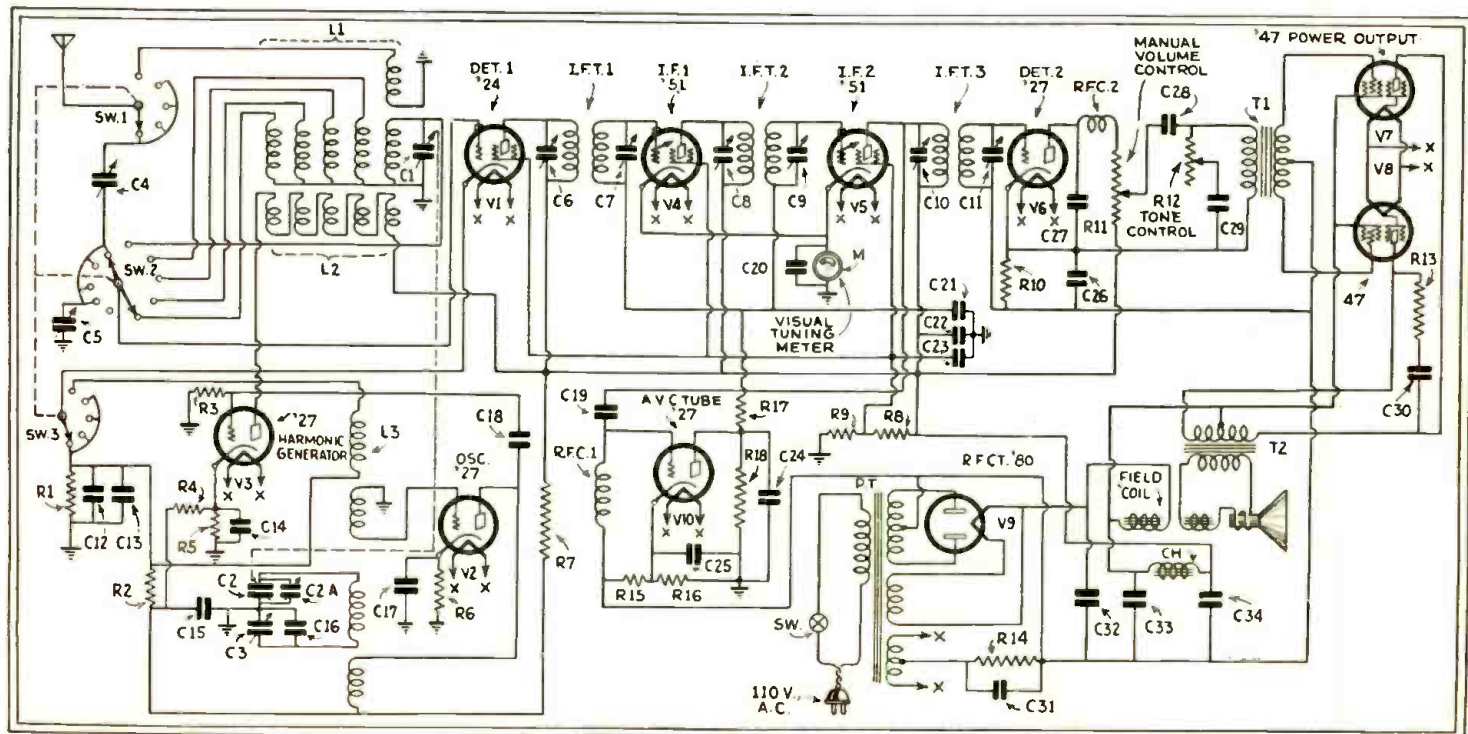 L1
DET. 1
'24
I.F.T. 1
I.F. 1
'51
I.F.T. 2
I.F. 2
'51
I.F.T. 3
DET. 2
'27
R.F.C. 2
MANUAL
VOLUME
CONTROL
'47 POWER OUTPUT
C28
T1
SW.1
C4
C1
V1
C6
C7
V4
C8
C9
V5
C10
C11
V6
C27
R11
R12
TONE
CONTROL
C29
V7
X
V8
X
X X
X X
X X
X X
SW.2
L2
C20
M
R10
C26
47
R13
C5
VISUAL
TUNING
METER
C21
C22
C23
C30
SW.3
R3
'27
HARMONIC
GENERATOR
L3
C18
OSC.
'27
C19
A V C TUBE
'27
R17
R9
R8
R.F.C.1
R18
C24
R.F.C.T. '80
T2
FIELD
COIL
R1
C12
C13
R4
V3
X X
C14
R5
R7
V10
X X
PT
V9
CH
R2
C2
C2A
C17
V2
X X
R6
C25
R15
R16
C15
C3
C16
SW.
X
R14
C32
C33
C34
110 V.
A.C.
X
C31